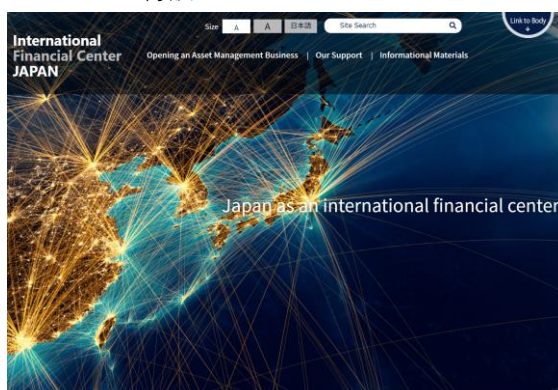 Size A A 日本語 Site Search
Link to Body
↓
International
Financial Center
JAPAN
Opening an Asset Management Business | Our Support | Informational Materials
Japan as an international financial center